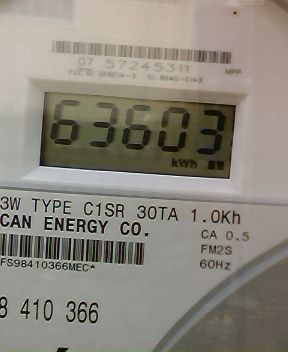 07 57245311
63603
kWh
3W TYPE C1SR 30TA 1.0Kh
CAN ENERGY CO.
CA 0.5
FM2S
60Hz
FS98410366MEC*
8 410 366